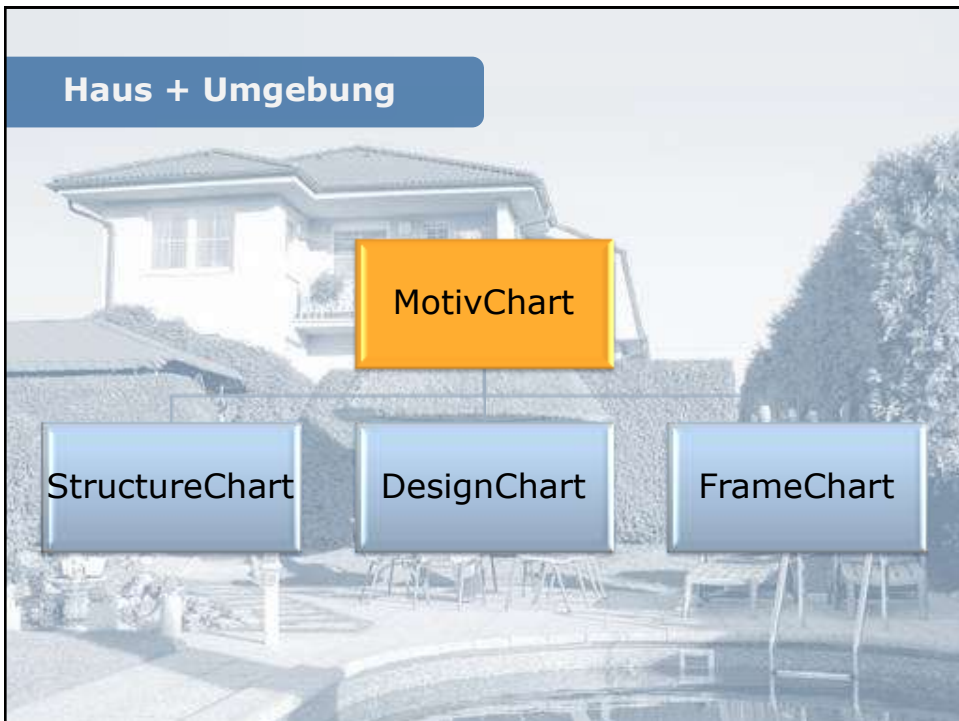 Haus + Umgebung
MotivChart
StructureChart
DesignChart
FrameChart